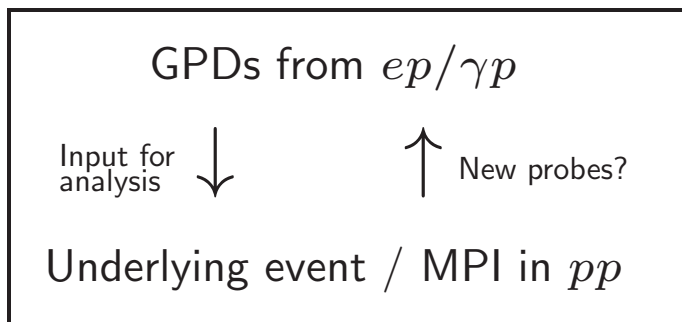 GPDs from ep/γp
Input for
analysis
New probes?
Underlying event / MPI in pp